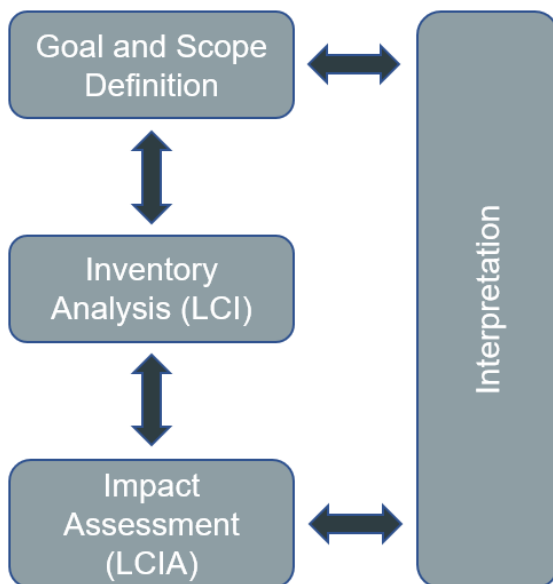 Goal and Scope
Definition
Inventory
Analysis (LCI)
Impact
Assessment
(LCIA)
Interpretation